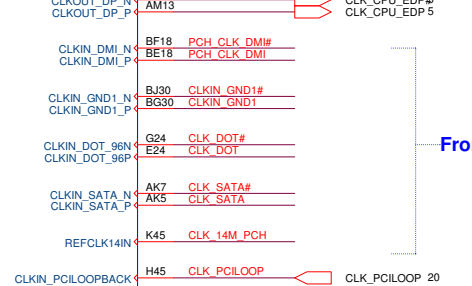 CLKOUT_DP_N
CLKOUT_DP_P AM13 CLK_CPU_EDP 5
CLKIN_DMI_N BF18 PCH_CLK_DMI#
CLKIN_DMI_P BE18 PCH_CLK_DMI
CLKIN_GND1_N BJ30 CLKIN_GND1#
CLKIN_GND1_P BG30 CLKIN_GND1
CLKIN_DOT_96N G24 CLK_DOT#
CLKIN_DOT_96P E24 CLK_DOT
Fro
CLKIN_SATA_N AK7 CLK_SATA#
CLKIN_SATA_P AK5 CLK_SATA
REFCLK14IN K45 CLK_14M_PCH
CLKIN_PCILOOPBACK H45 CLK_PCILOOP CLK_PCILOOP 20